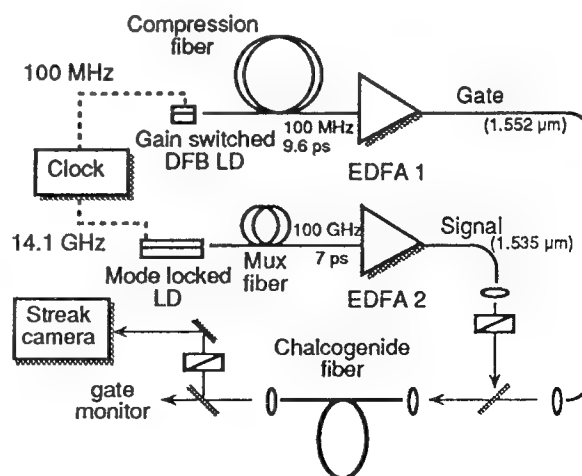 Compression
fiber
100 MHz
Gate
(1.552 µm)
Gain switched
DFB LD
100 MHz
9.6 ps
EDFA 1
Clock
14.1 GHz
Mode locked
LD
Mux
fiber
100 GHz
7 ps
EDFA 2
Signal
(1.535 µm)
Streak
camera
Chalcogenide
fiber
gate
monitor